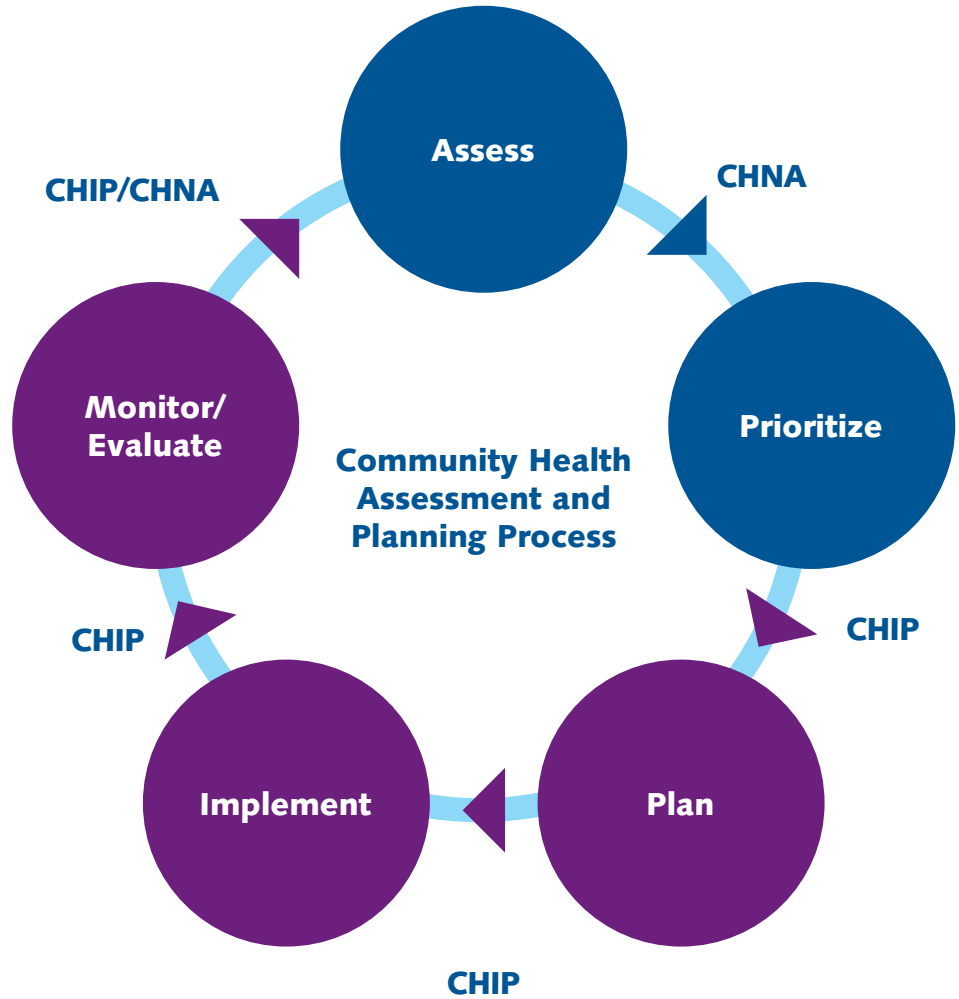 Assess
CHNA
CHIP/CHNA
Prioritize
Monitor/
Evaluate
Community Health
Assessment and
Planning Process
CHIP
CHIP
Plan
Implement
CHIP